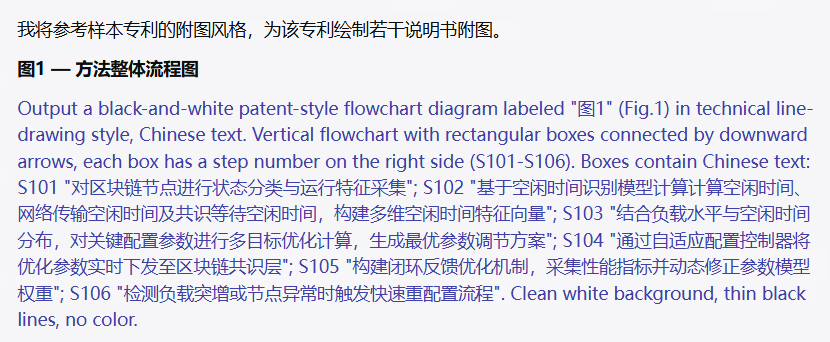 我将参考样本专利的附图风格，为该专利绘制若干说明书附图。
图1 — 方法整体流程图
Output a black-and-white patent-style flowchart diagram labeled "图1" (Fig.1) in technical line-
drawing style, Chinese text. Vertical flowchart with rectangular boxes connected by downward
arrows, each box has a step number on the right side (S101-S106). Boxes contain Chinese text:
S101 "对区块链节点进行状态分类与运行特征采集"; S102 "基于空闲时间识别模型计算计算空闲时间、
网络传输空闲时间及共识等待空闲时间，构建多维空闲时间特征向量"; S103 "结合负载水平与空闲时间
分布，对关键配置参数进行多目标优化计算，生成最优参数调节方案"; S104 "通过自适应配置控制器将
优化参数实时下发至区块链共识层"; S105 "构建闭环反馈优化机制，采集性能指标并动态修正参数模型
权重"; S106 "检测负载突增或节点异常时触发快速重配置流程". Clean white background, thin black
lines, no color.